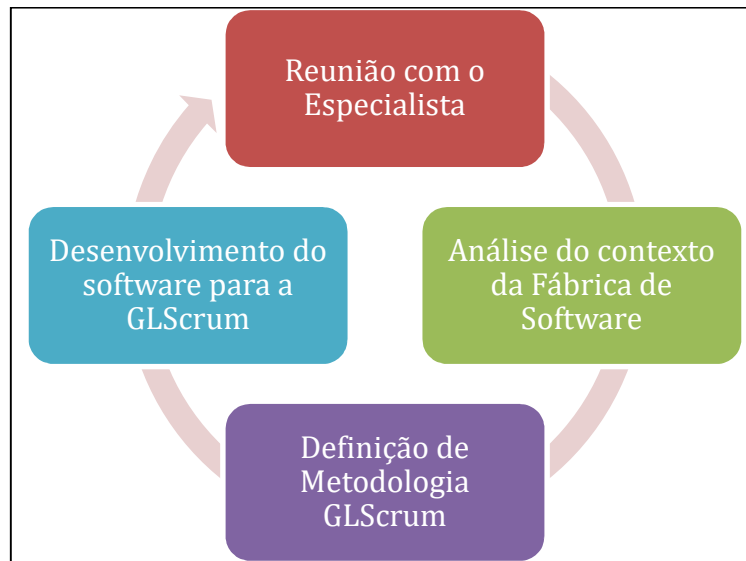 Reunião com o
Especialista
Análise do contexto
da Fábrica de
Software
Definição de
Metodologia
GLScrum
Desenvolvimento do
software para a
GLScrum